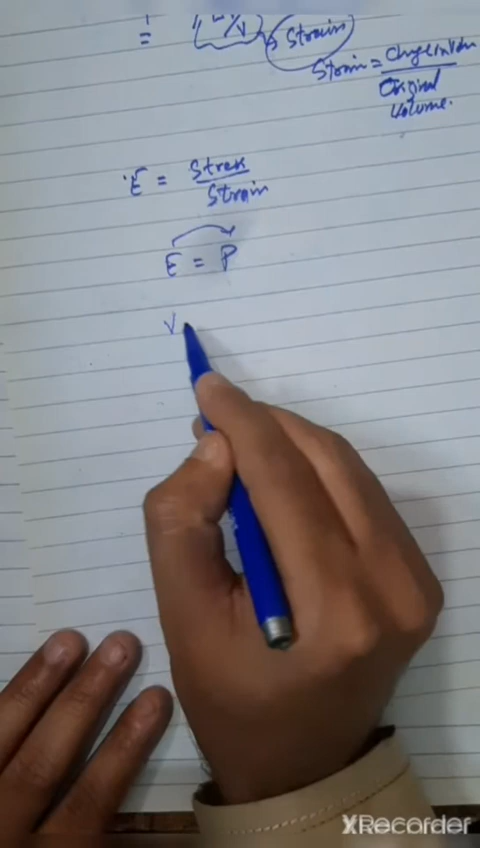 = ( /V) Strain
Strain = Change in Volume
Original
Volume.
E = Stress
Strain
E = P
V
XRecorder